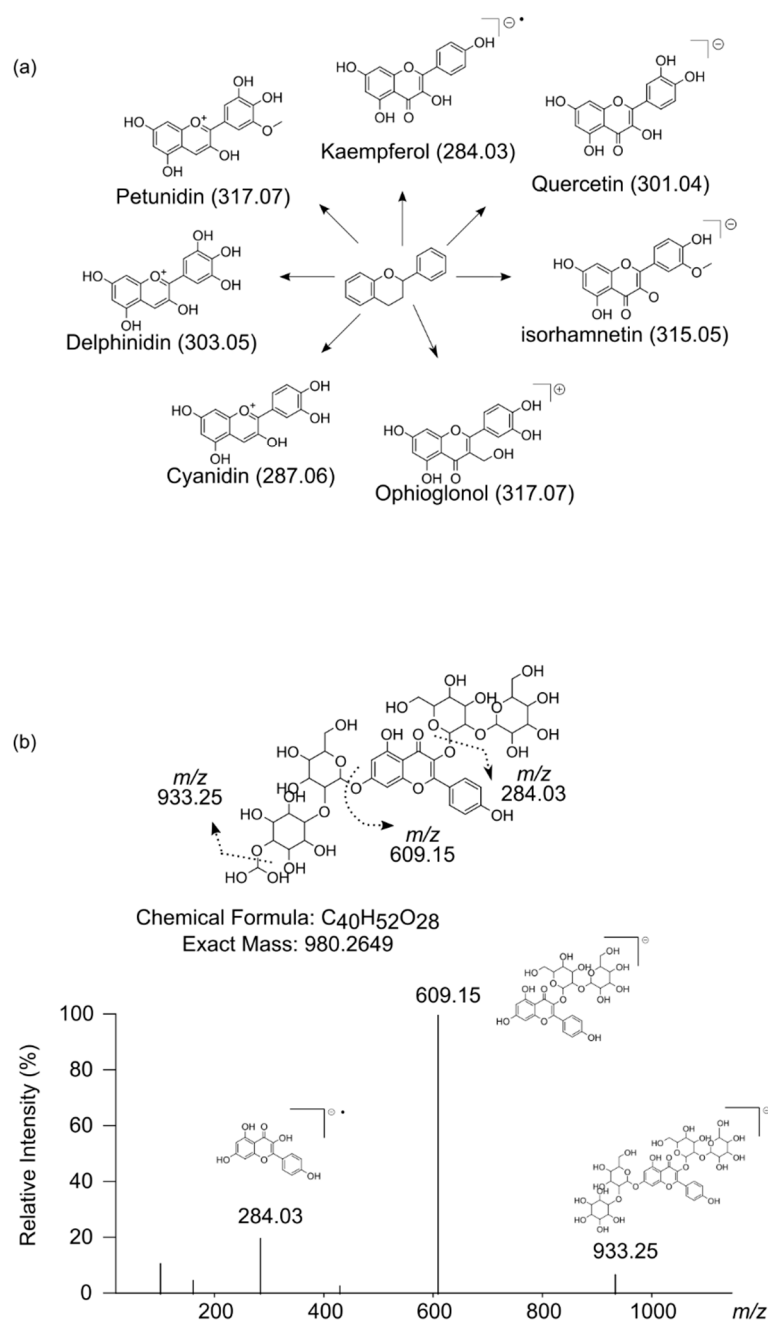 (a)
Petunidin (317.07)
Kaempferol (284.03)
Quercetin (301.04)
Delphinidin (303.05)
isorhamnetin (315.05)
Cyanidin (287.06)
Ophioglonol (317.07)
(b)
m/z
933.25
m/z
284.03
m/z
609.15
Chemical Formula: C40H52O28
Exact Mass: 980.2649
Relative Intensity (%)
100
80
60
40
20
0
609.15
284.03
933.25
200 400 600 800 1000 m/z